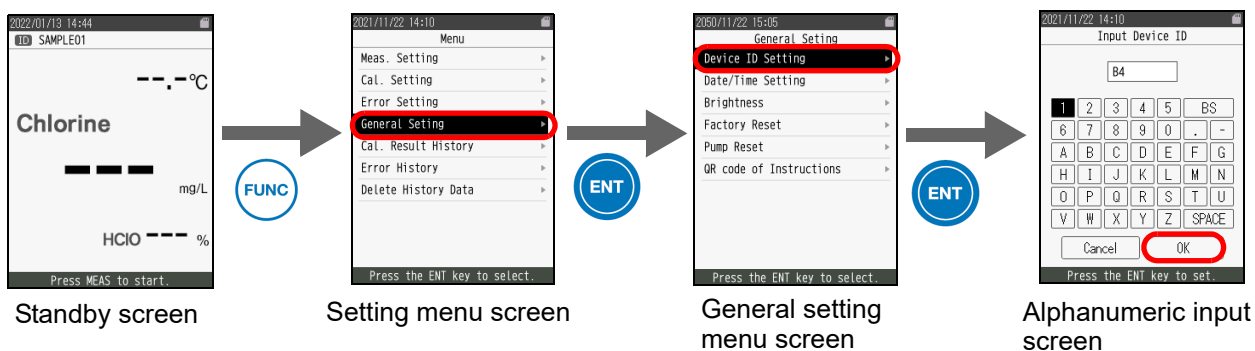 2022/01/13 14:44
ID SAMPLE01
--.-℃
Chlorine
---
mg/L
HClO --- %
Press MEAS to start.
Standby screen
FUNC
2021/11/22 14:10
Menu
Meas. Setting
Cal. Setting
Error Setting
General Seting
Cal. Result History
Error History
Delete History Data
Press the ENT key to select.
Setting menu screen
ENT
2050/11/22 15:05
General Seting
Device ID Setting
Date/Time Setting
Brightness
Factory Reset
Pump Reset
QR code of Instructions
Press the ENT key to select.
General setting
menu screen
ENT
2021/11/22 14:10
Input Device ID
B4
1 2 3 4 5 BS
6 7 8 9 0 . -
A B C D E F G
H I J K L M N
O P Q R S T U
V W X Y Z SPACE
Cancel OK
Press the ENT key to set.
Alphanumeric input
screen